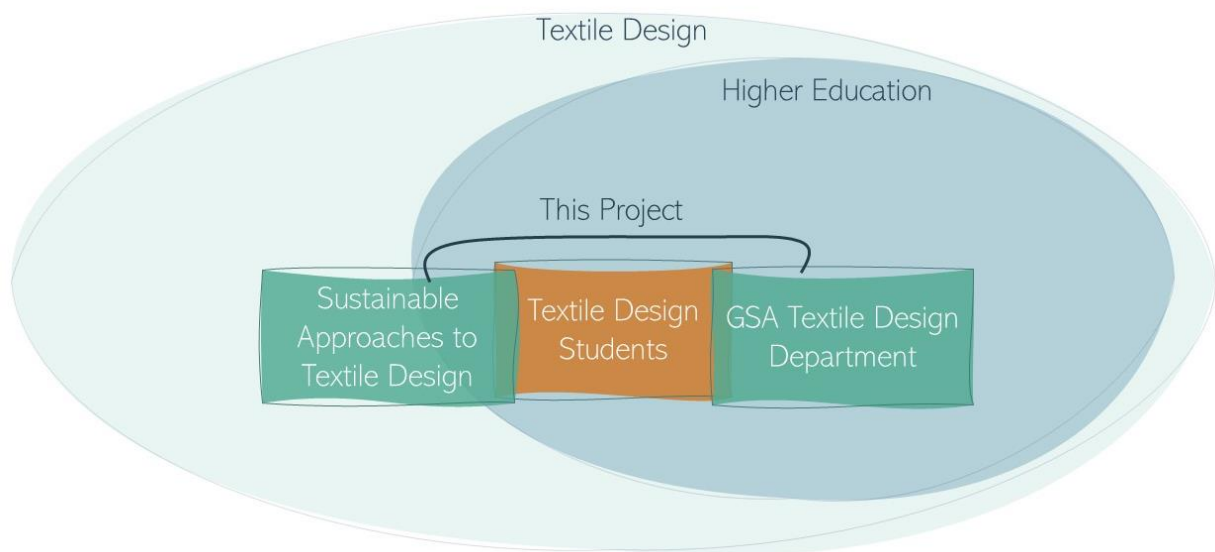 Textile Design
Higher Education
This Project
Sustainable
Approaches to
Textile Design
Textile Design
Students
GSA Textile Design
Department